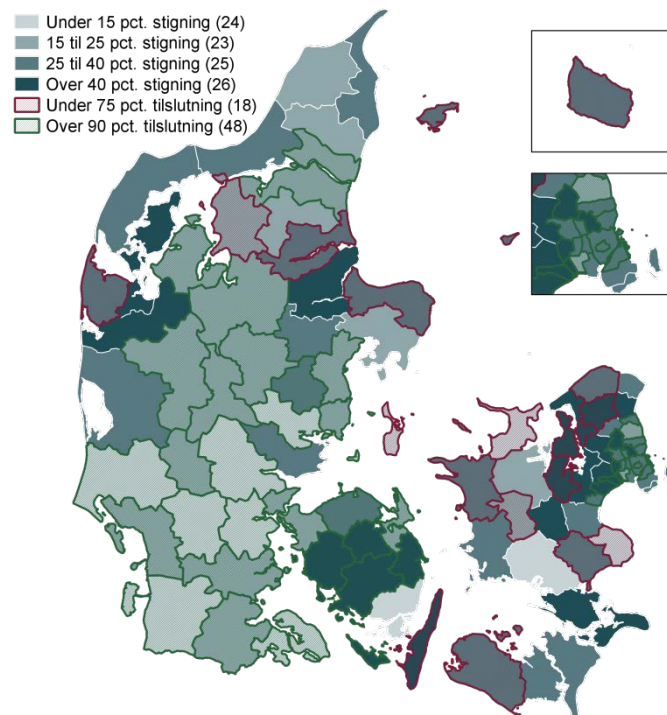 Under 15 pct. stigning (24)
15 til 25 pct. stigning (23)
25 til 40 pct. stigning (25)
Over 40 pct. stigning (26)
Under 75 pct. tilslutning (18)
Over 90 pct. tilslutning (48)